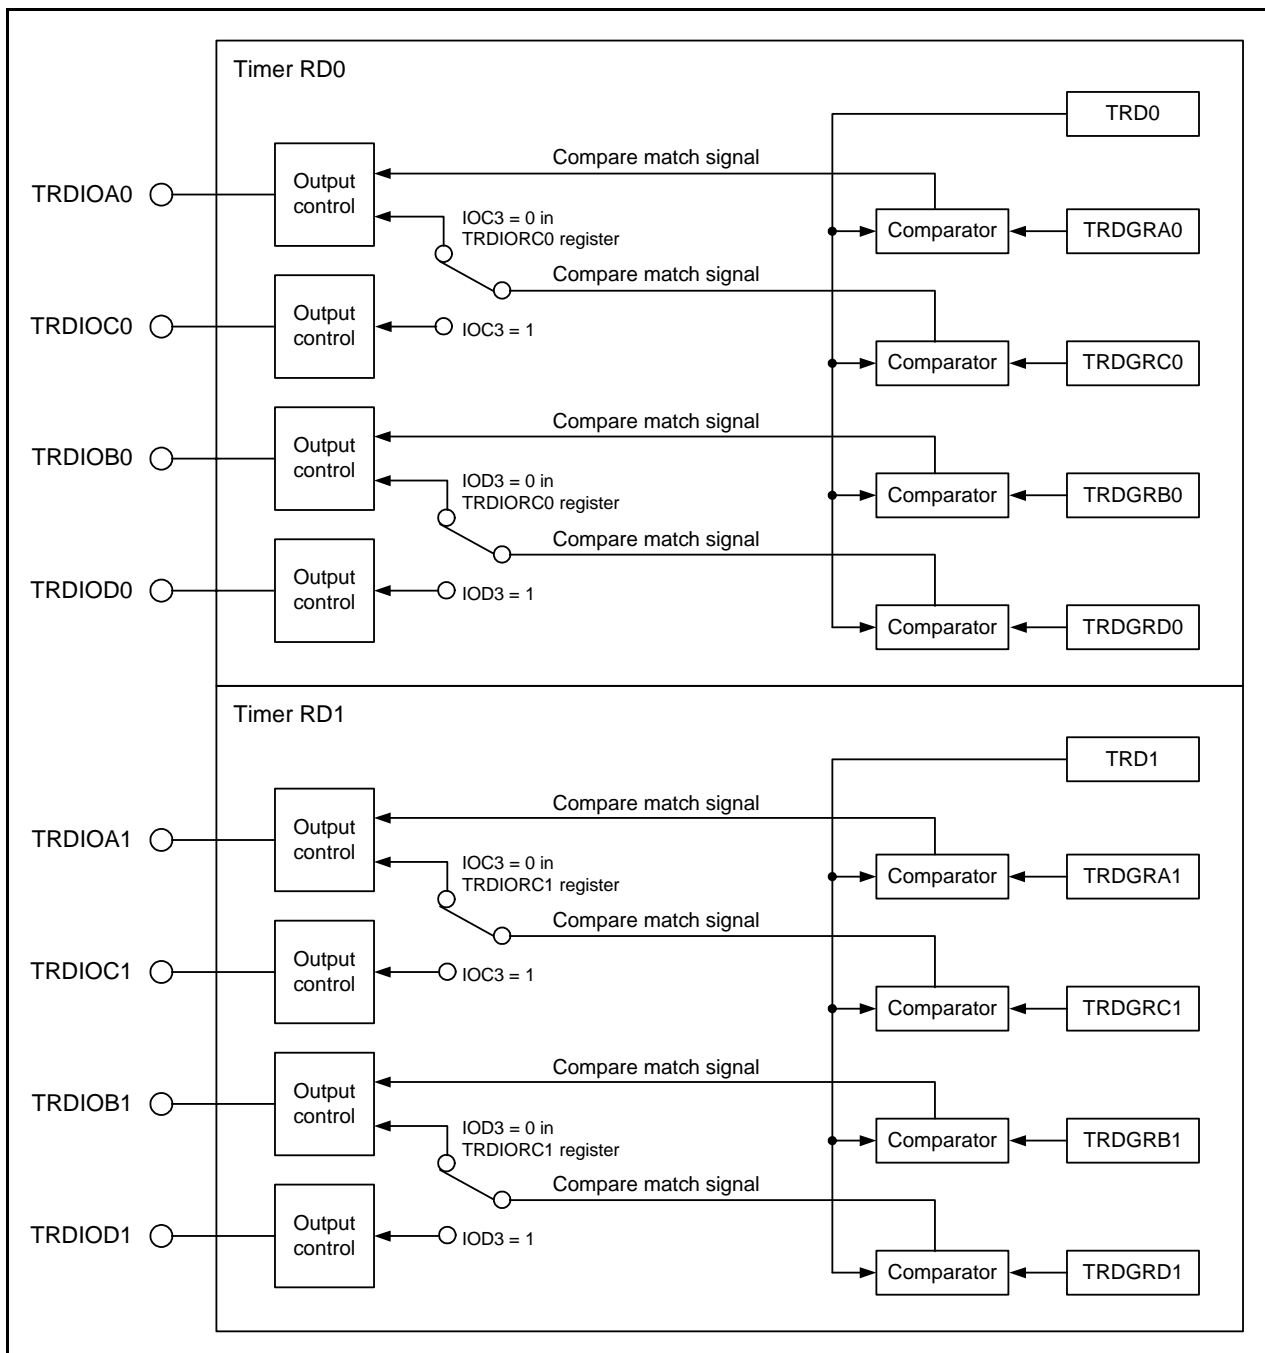 Timer RD0
TRD0
Compare match signal
TRDIOA0
Output
control
IOC3 = 0 in
TRDIORC0 register
Comparator
TRDGRA0
Compare match signal
TRDIOC0
Output
control
IOC3 = 1
Comparator
TRDGRC0
Compare match signal
TRDIOB0
Output
control
IOD3 = 0 in
TRDIORC0 register
Comparator
TRDGRB0
Compare match signal
TRDIOD0
Output
control
IOD3 = 1
Comparator
TRDGRD0
Timer RD1
TRD1
Compare match signal
TRDIOA1
Output
control
IOC3 = 0 in
TRDIORC1 register
Comparator
TRDGRA1
Compare match signal
TRDIOC1
Output
control
IOC3 = 1
Comparator
TRDGRC1
Compare match signal
TRDIOB1
Output
control
IOD3 = 0 in
TRDIORC1 register
Comparator
TRDGRB1
Compare match signal
TRDIOD1
Output
control
IOD3 = 1
Comparator
TRDGRD1